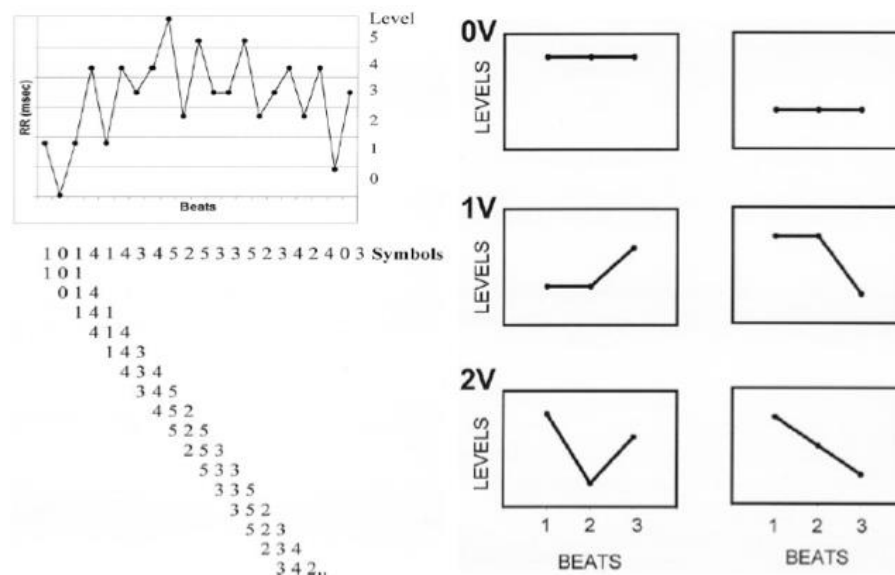 Level
5
4
3
2
1
0
RR (msec)
Beats
1 0 1 4 1 4 3 4 5 2 5 3 3 5 2 3 4 2 4 0 3 Symbols
1 0 1
0 1 4
1 4 1
4 1 4
1 4 3
4 3 4
3 4 5
4 5 2
5 2 5
2 5 3
5 3 3
3 3 5
3 5 2
5 2 3
2 3 4
3 4 2..
0V
LEVELS
1V
LEVELS
2V
LEVELS
1 2 3
BEATS
1 2 3
BEATS